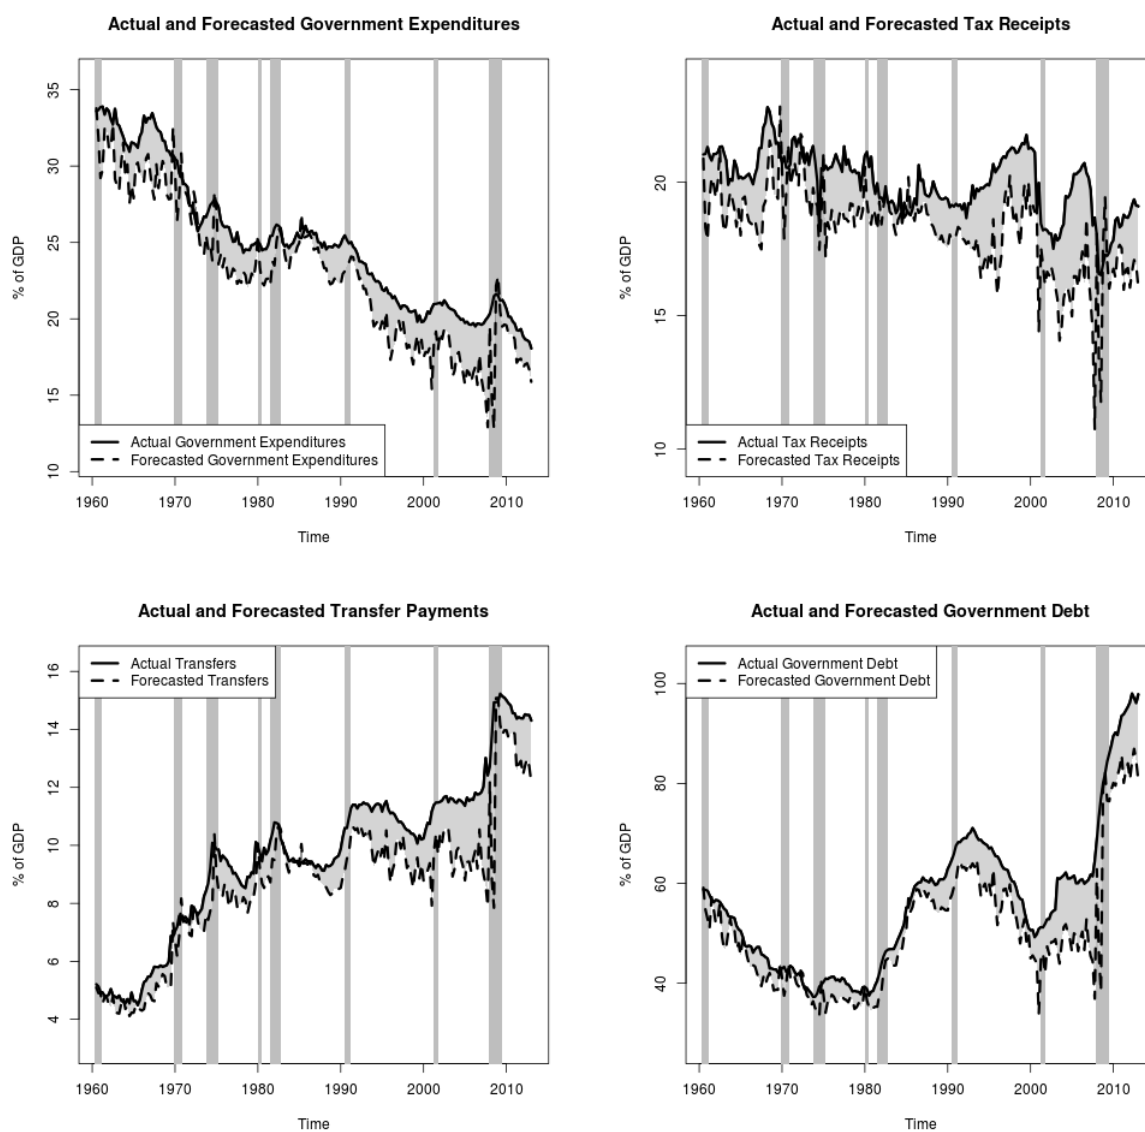 Actual and Forecasted Government Expenditures
% of GDP
35
30
25
20
15
10
Actual Government Expenditures
Forecasted Government Expenditures
1960 1970 1980 1990 2000 2010
Time
Actual and Forecasted Tax Receipts
% of GDP
20
15
10
Actual Tax Receipts
Forecasted Tax Receipts
1960 1970 1980 1990 2000 2010
Time
Actual and Forecasted Transfer Payments
% of GDP
16
14
12
10
8
6
4
Actual Transfers
Forecasted Transfers
1960 1970 1980 1990 2000 2010
Time
Actual and Forecasted Government Debt
% of GDP
100
80
60
40
Actual Government Debt
Forecasted Government Debt
1960 1970 1980 1990 2000 2010
Time